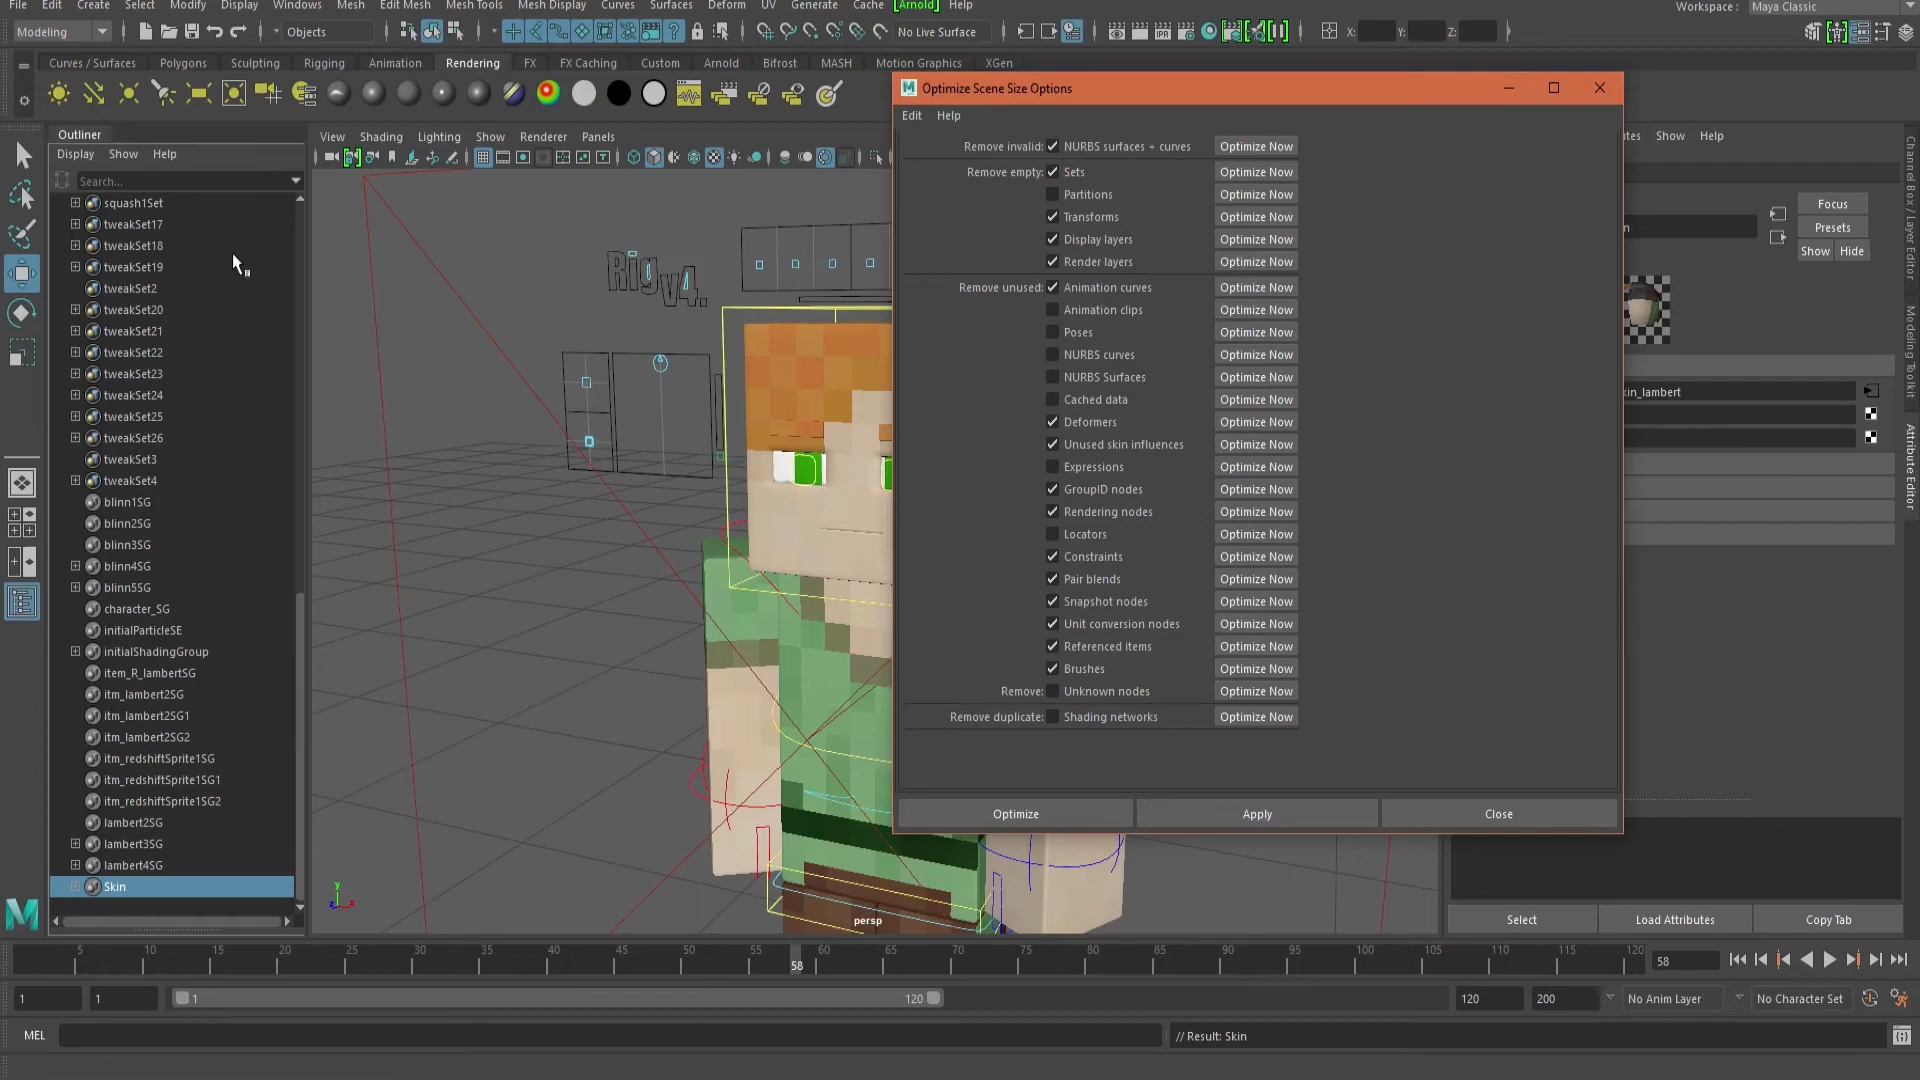 File Edit Create Select Modify Display Windows Mesh Edit Mesh Mesh Tools Mesh Display Curves Surfaces Deform UV Generate Cache [Arnold] Help
Workspace : Maya Classic
Modeling Objects No Live Surface X: Y: Z:
Curves / Surfaces Polygons Sculpting Rigging Animation Rendering FX FX Caching Custom Arnold Bifrost MASH Motion Graphics XGen
IPR
Optimize Scene Size Options
Edit Help
Outliner
Display Show Help
Search...
squash1Set
tweakSet17
tweakSet18
tweakSet19
tweakSet2
tweakSet20
tweakSet21
tweakSet22
tweakSet23
tweakSet24
tweakSet25
tweakSet26
tweakSet3
tweakSet4
blinn1SG
blinn2SG
blinn3SG
blinn4SG
blinn5SG
character_SG
initialParticleSE
initialShadingGroup
item_R_lambertSG
itm_lambert2SG
itm_lambert2SG1
itm_lambert2SG2
itm_redshiftSprite1SG
itm_redshiftSprite1SG1
itm_redshiftSprite1SG2
lambert2SG
lambert3SG
lambert4SG
Skin
View Shading Lighting Show Renderer Panels
Rig V4.
persp
Remove invalid: NURBS surfaces + curves Optimize Now
Remove empty: Sets Optimize Now
Partitions Optimize Now
Transforms Optimize Now
Display layers Optimize Now
Render layers Optimize Now
Remove unused: Animation curves Optimize Now
Animation clips Optimize Now
Poses Optimize Now
NURBS curves Optimize Now
NURBS Surfaces Optimize Now
Cached data Optimize Now
Deformers Optimize Now
Unused skin influences Optimize Now
Expressions Optimize Now
GroupID nodes Optimize Now
Rendering nodes Optimize Now
Locators Optimize Now
Constraints Optimize Now
Pair blends Optimize Now
Snapshot nodes Optimize Now
Unit conversion nodes Optimize Now
Referenced items Optimize Now
Brushes Optimize Now
Remove: Unknown nodes Optimize Now
Remove duplicate: Shading networks Optimize Now
Optimize Apply Close
Show Help
Focus
Presets
Show Hide
Channel Box / Layer Editor
Modeling Toolkit
Attribute Editor
Select Load Attributes Copy Tab
5 10 15 20 25 30 35 40 45 50 55 60 65 70 75 80 85 90 95 100 105 110 115 120
58
58
1 1 1 120 120 200 No Anim Layer No Character Set
MEL // Result: Skin